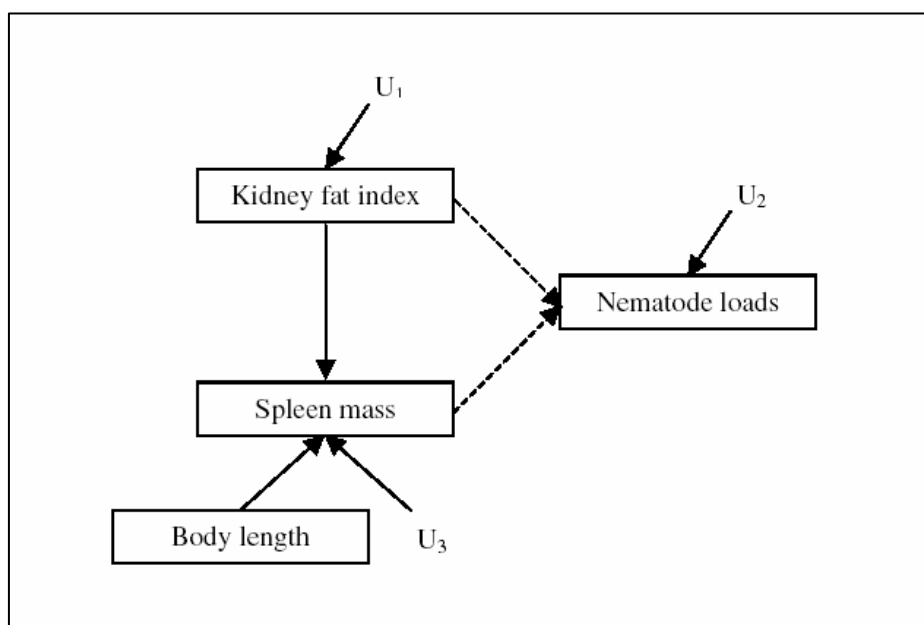 U₁
Kidney fat index
U₂
Nematode loads
Spleen mass
Body length
U₃